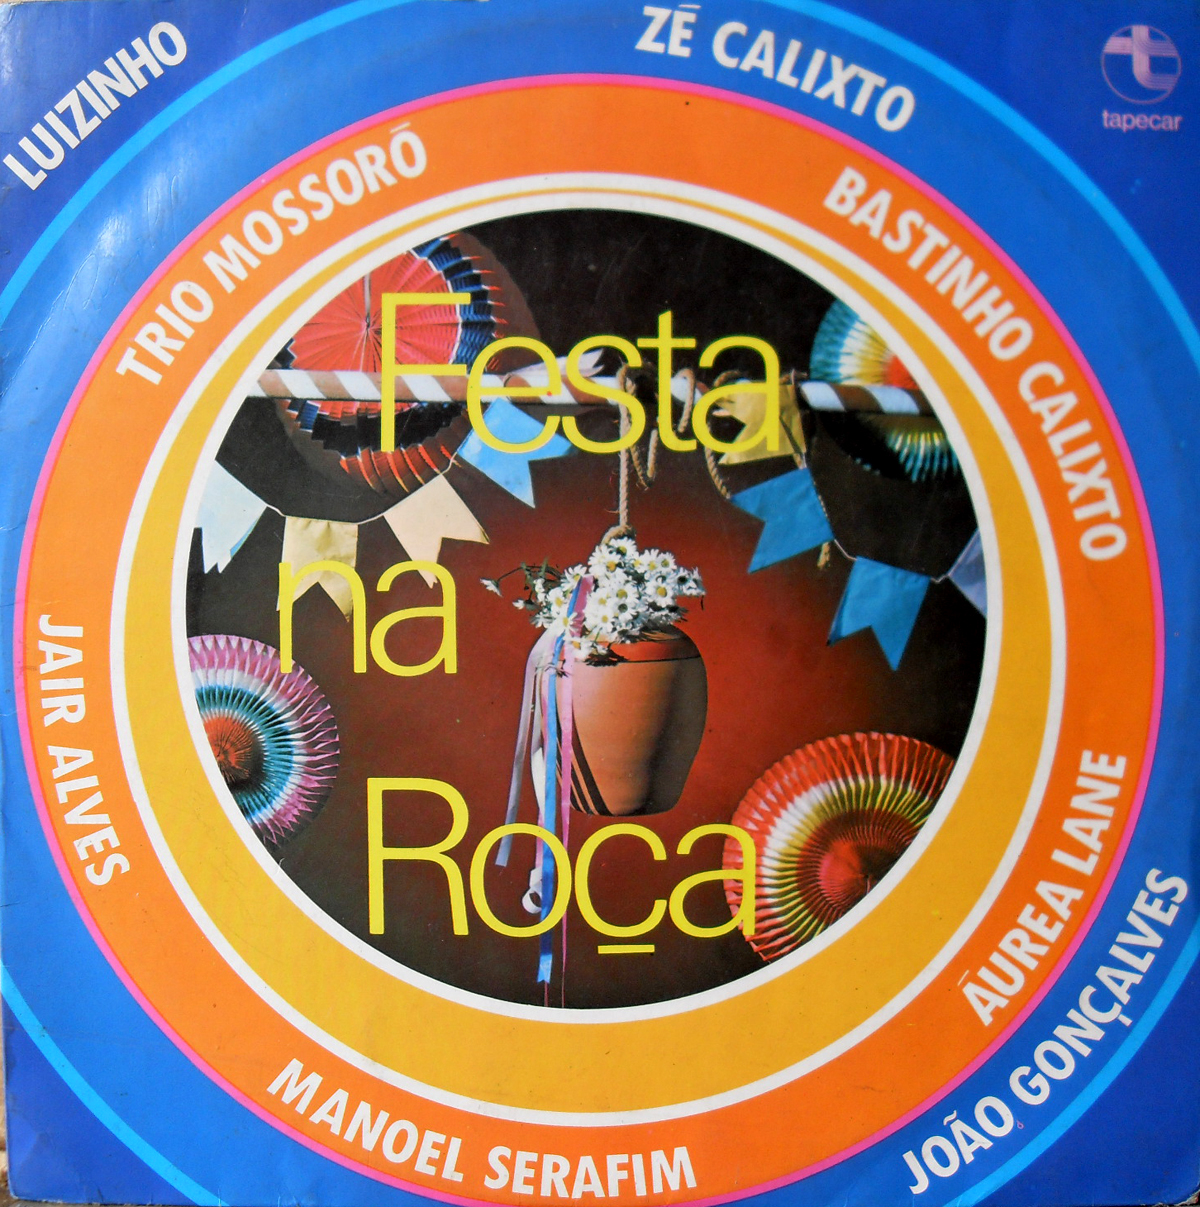 LUIZINHO
ZÉ CALIXTO
tapecar
TRIO MOSSORÓ
BASTINHO CALIXTO
Festa
na
Roça
JAIR ALVES
ÁUREA LANE
JOÃO GONÇALVES
MANOEL SERAFIM